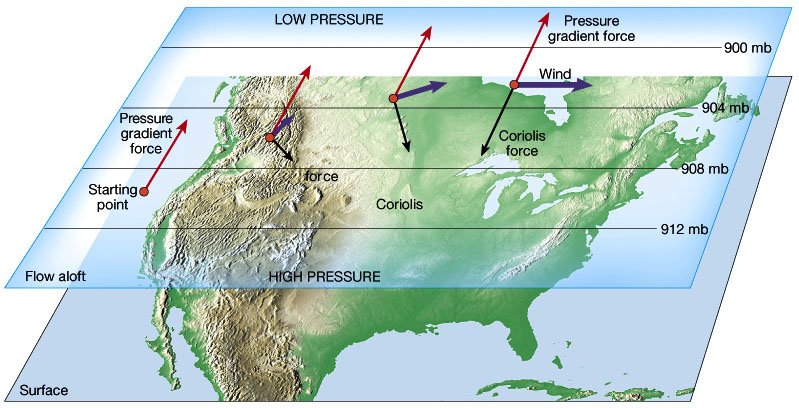 LOW PRESSURE
Pressure
gradient force
900 mb
Wind
904 mb
Pressure
gradient
force
Coriolis
force
force
908 mb
Starting
point
Coriolis
912 mb
Flow aloft
HIGH PRESSURE
Surface